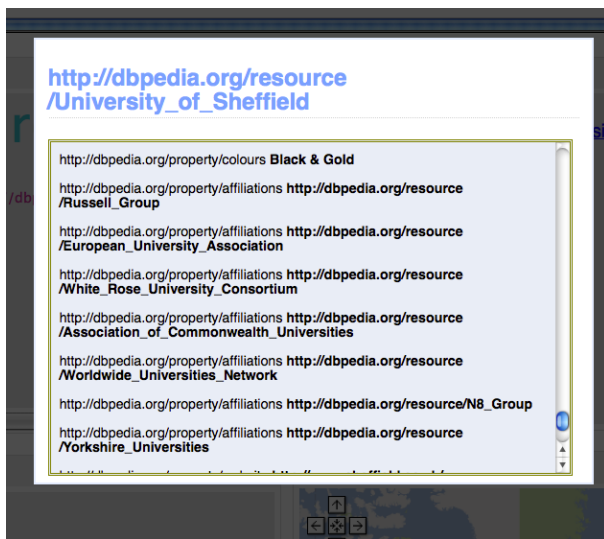 http://dbpedia.org/resource
/University_of_Sheffield
http://dbpedia.org/property/colours Black & Gold
http://dbpedia.org/property/affiliations http://dbpedia.org/resource
/Russell_Group
http://dbpedia.org/property/affiliations http://dbpedia.org/resource
/European_University_Association
http://dbpedia.org/property/affiliations http://dbpedia.org/resource
/White_Rose_University_Consortium
http://dbpedia.org/property/affiliations http://dbpedia.org/resource
/Association_of_Commonwealth_Universities
http://dbpedia.org/property/affiliations http://dbpedia.org/resource
/Worldwide_Universities_Network
http://dbpedia.org/property/affiliations http://dbpedia.org/resource/N8_Group
http://dbpedia.org/property/affiliations http://dbpedia.org/resource
/Yorkshire_Universities
r
si
/dbp